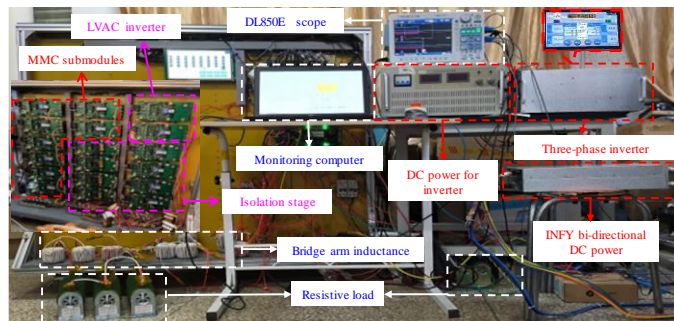 LVAC inverter
DL850E scope
MMC submodules
Monitoring computer
Three-phase inverter
DC power for
inverter
Isolation stage
INFY bi-directional
DC power
Bridge arm inductance
Resistive load